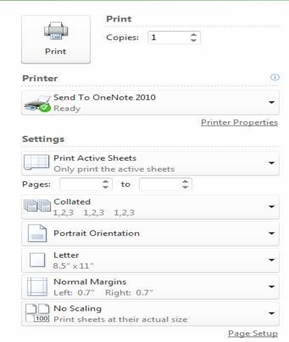 Print
Copies: 1
Print
Printer
Send To OneNote 2010
Ready
Printer Properties
Settings
Print Active Sheets
Only print the active sheets
Pages: to
Collated
1,2,3 1,2,3 1,2,3
Portrait Orientation
Letter
8.5" x 11"
Normal Margins
Left: 0.7" Right: 0.7"
No Scaling
100 Print sheets at their actual size
Page Setup